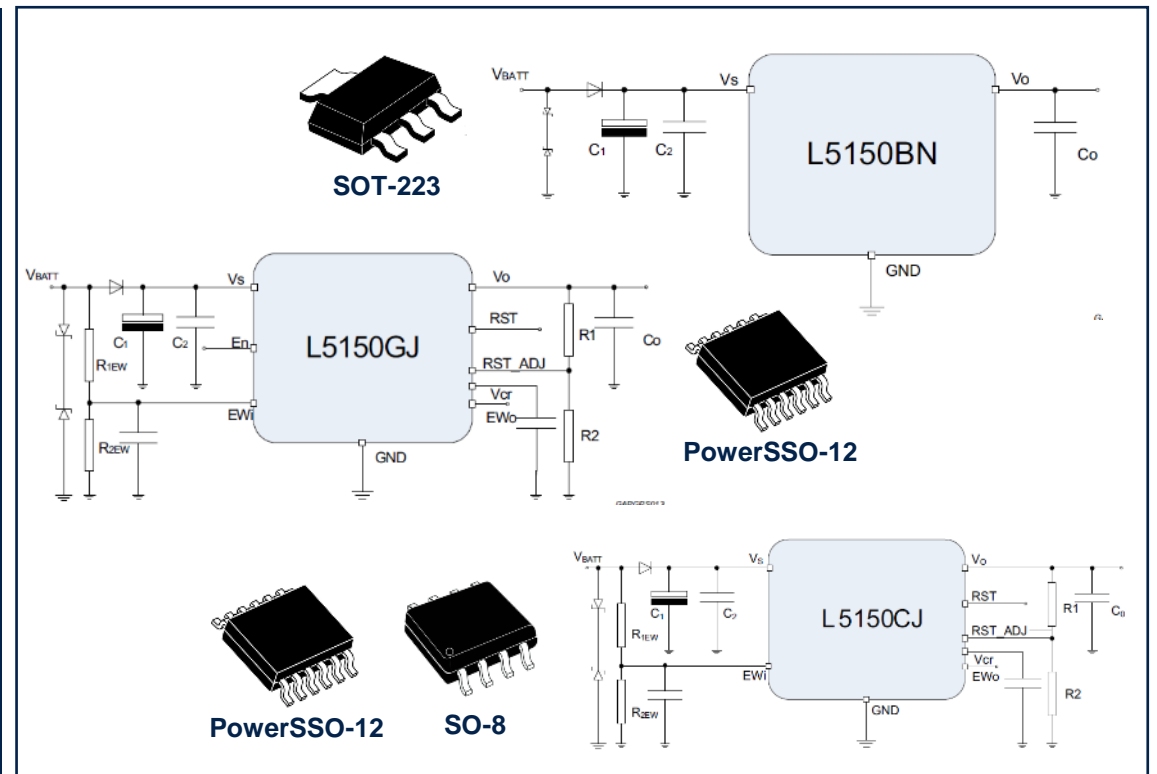 VBATT
Vs
Vo
C1
C2
L5150BN
Co
GND
SOT-223
G.
VBATT
Vs
Vo
C1
C2
En
RST
R1
Co
L5150GJ
R1EW
RST_ADJ
Vcr
EWi
EWo
R2EW
R2
GND
PowerSSO-12
VBATT
VS
VO
C1
C2
RST
R1
C0
L5150CJ
R1EW
RST_ADJ
Vcr
EWi
EWo
R2EW
R2
GND
PowerSSO-12
SO-8